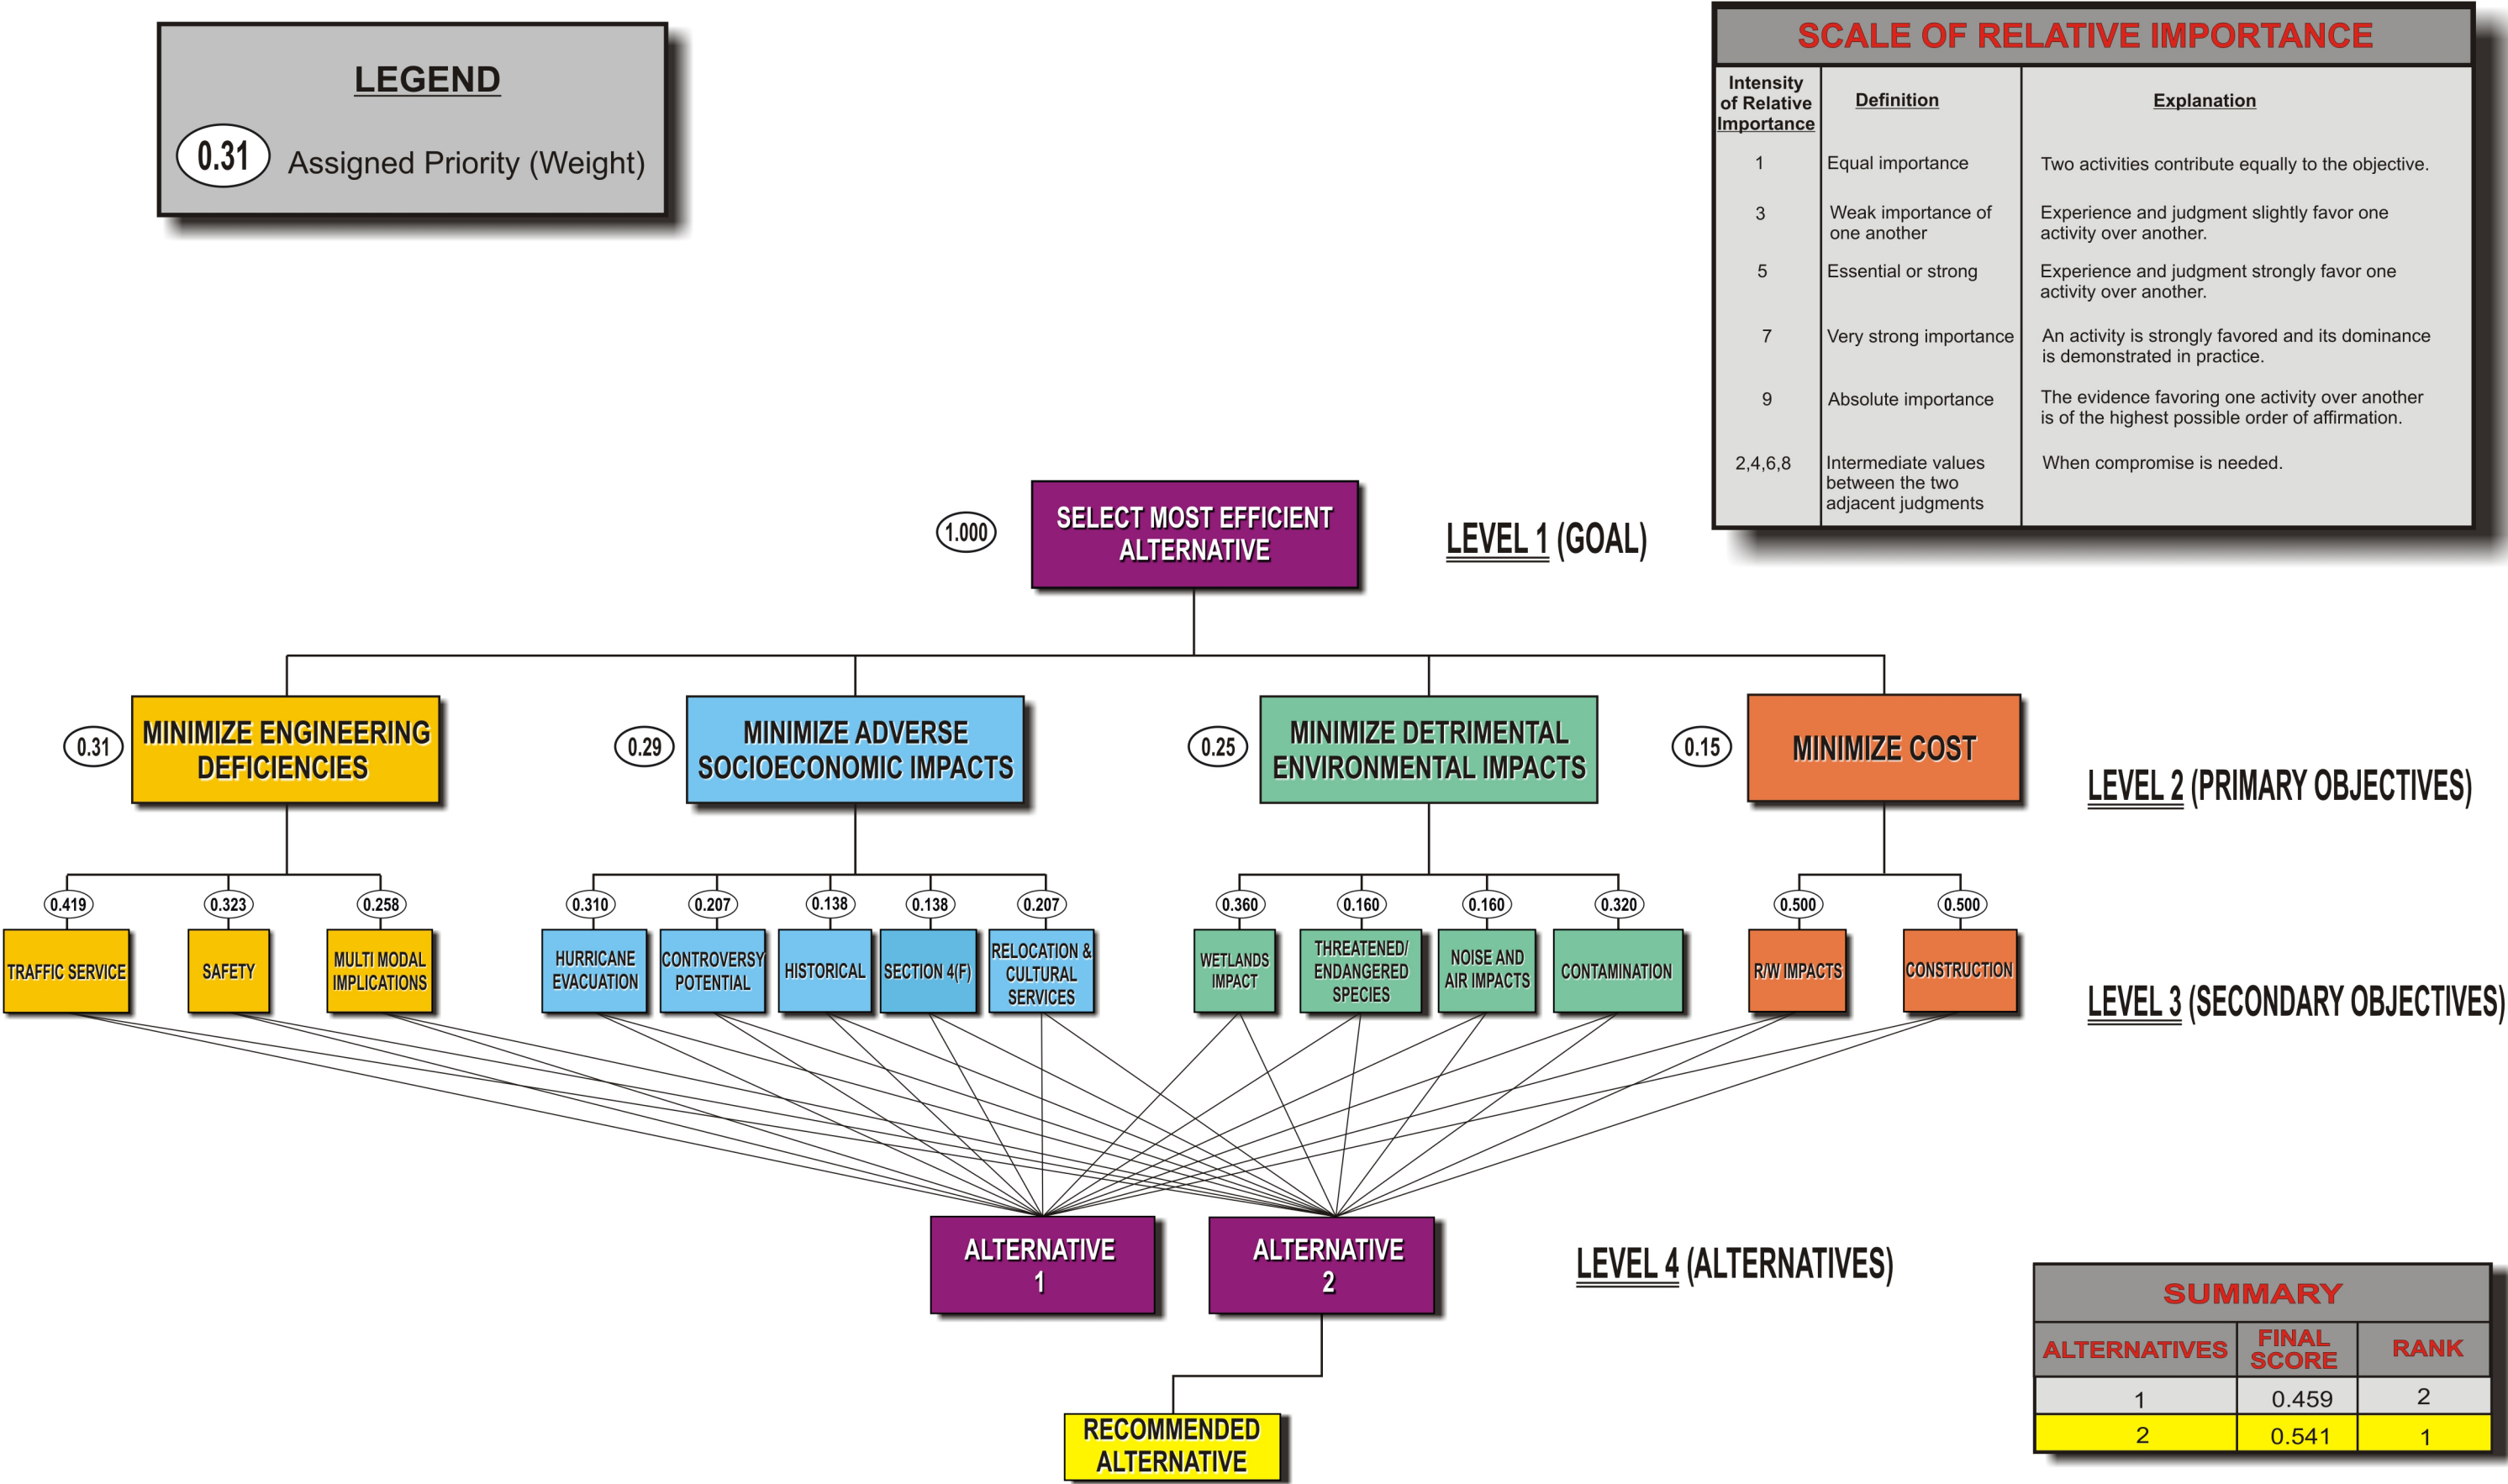 LEGEND
0.31 Assigned Priority (Weight)
SCALE OF RELATIVE IMPORTANCE
Intensity
of Relative
Importance
Definition
Explanation
1
Equal importance
Two activities contribute equally to the objective.
3
Weak importance of
one another
Experience and judgment slightly favor one
activity over another.
5
Essential or strong
Experience and judgment strongly favor one
activity over another.
7
Very strong importance
An activity is strongly favored and its dominance
is demonstrated in practice.
9
Absolute importance
The evidence favoring one activity over another
is of the highest possible order of affirmation.
2,4,6,8
Intermediate values
between the two
adjacent judgments
When compromise is needed.
1.000
SELECT MOST EFFICIENT
ALTERNATIVE
LEVEL 1 (GOAL)
0.31
MINIMIZE ENGINEERING
DEFICIENCIES
0.29
MINIMIZE ADVERSE
SOCIOECONOMIC IMPACTS
0.25
MINIMIZE DETRIMENTAL
ENVIRONMENTAL IMPACTS
0.15
MINIMIZE COST
LEVEL 2 (PRIMARY OBJECTIVES)
0.419
TRAFFIC SERVICE
0.323
SAFETY
0.258
MULTI MODAL
IMPLICATIONS
0.310
HURRICANE
EVACUATION
0.207
CONTROVERSY
POTENTIAL
0.138
HISTORICAL
0.138
SECTION 4(F)
0.207
RELOCATION &
CULTURAL
SERVICES
0.360
WETLANDS
IMPACT
0.160
THREATENED/
ENDANGERED
SPECIES
0.160
NOISE AND
AIR IMPACTS
0.320
CONTAMINATION
0.500
R/W IMPACTS
0.500
CONSTRUCTION
LEVEL 3 (SECONDARY OBJECTIVES)
ALTERNATIVE
1
ALTERNATIVE
2
LEVEL 4 (ALTERNATIVES)
RECOMMENDED
ALTERNATIVE
SUMMARY
ALTERNATIVES
FINAL
SCORE
RANK
1 0.459 2
2 0.541 1